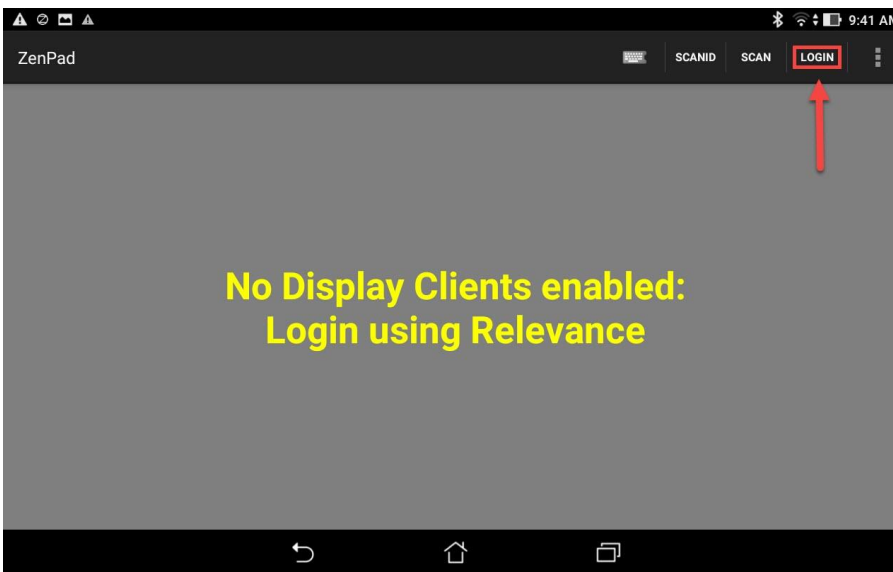 9:41 AM
ZenPad
SCANID
SCAN
LOGIN
No Display Clients enabled:
Login using Relevance